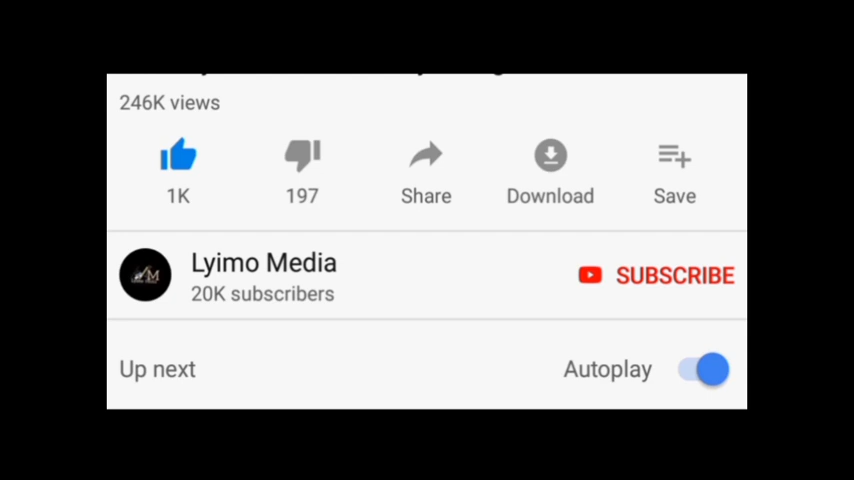 246K views
1K 197 Share Download Save
Lyimo Media
20K subscribers
SUBSCRIBE
Up next Autoplay